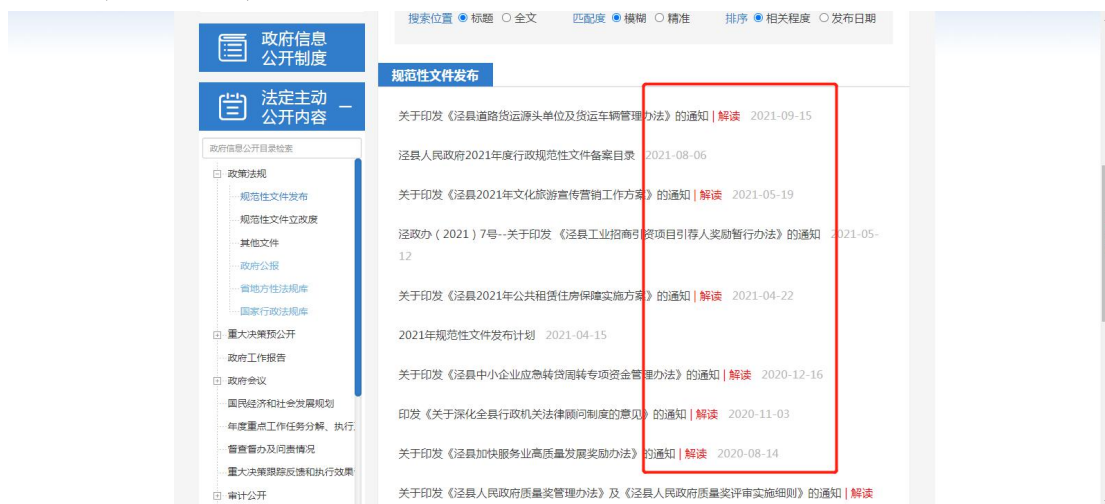 搜索位置 标题 全文 匹配度 模糊 精准 排序 相关程度 发布日期
政府信息
公开制度
法定主动
公开内容
政府信息公开目录检索
政策法规
规范性文件发布
规范性文件立改废
其他文件
政府公报
省地方性法规库
国家行政法规库
重大决策预公开
政府工作报告
政府会议
国民经济和社会发展规划
年度重点工作任务分解、执行
督查督办及问责情况
重大决策跟踪反馈和执行效果
审计公开
规范性文件发布
关于印发《泾县道路货运源头单位及货运车辆管理办法》的通知 | 解读 2021-09-15
泾县人民政府2021年度行政规范性文件备案目录 2021-08-06
关于印发《泾县2021年文化旅游宣传营销工作方案》的通知 | 解读 2021-05-19
泾政办（2021）7号--关于印发 《泾县工业招商引资项目引荐人奖励暂行办法》的通知 2021-05-
12
关于印发《泾县2021年公共租赁住房保障实施方案》的通知 | 解读 2021-04-22
2021年规范性文件发布计划 2021-04-15
关于印发《泾县中小企业应急转贷周转专项资金管理办法》的通知 | 解读 2020-12-16
印发《关于深化全县行政机关法律顾问制度的意见》的通知 | 解读 2020-11-03
关于印发《泾县加快服务业高质量发展奖励办法》的通知 | 解读 2020-08-14
关于印发《泾县人民政府质量奖管理办法》及《泾县人民政府质量奖评审实施细则》的通知 | 解读